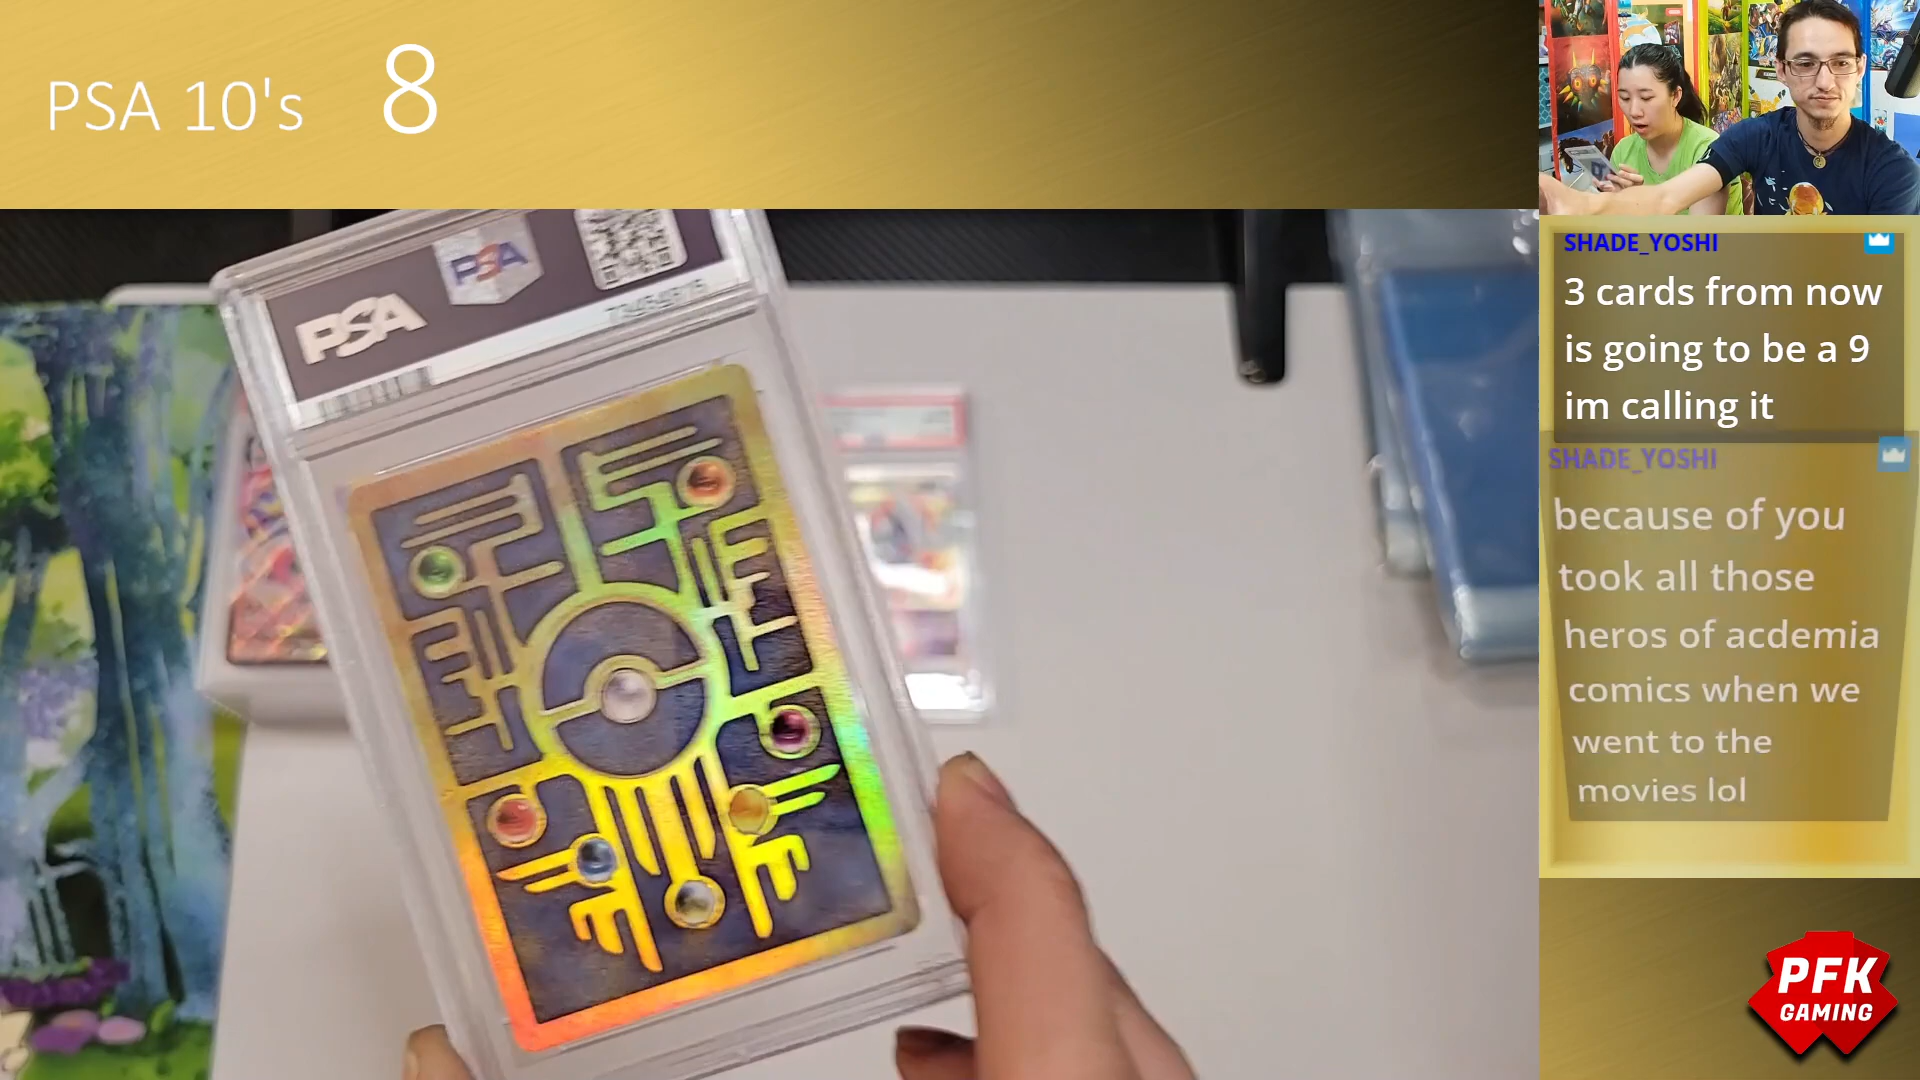 PSA 10's 8
PSA
PSA
SHADE_YOSHI
3 cards from now
is going to be a 9
im calling it
SHADE_YOSHI
because of you
took all those
heros of acdemia
comics when we
went to the
movies lol
PFK
GAMING